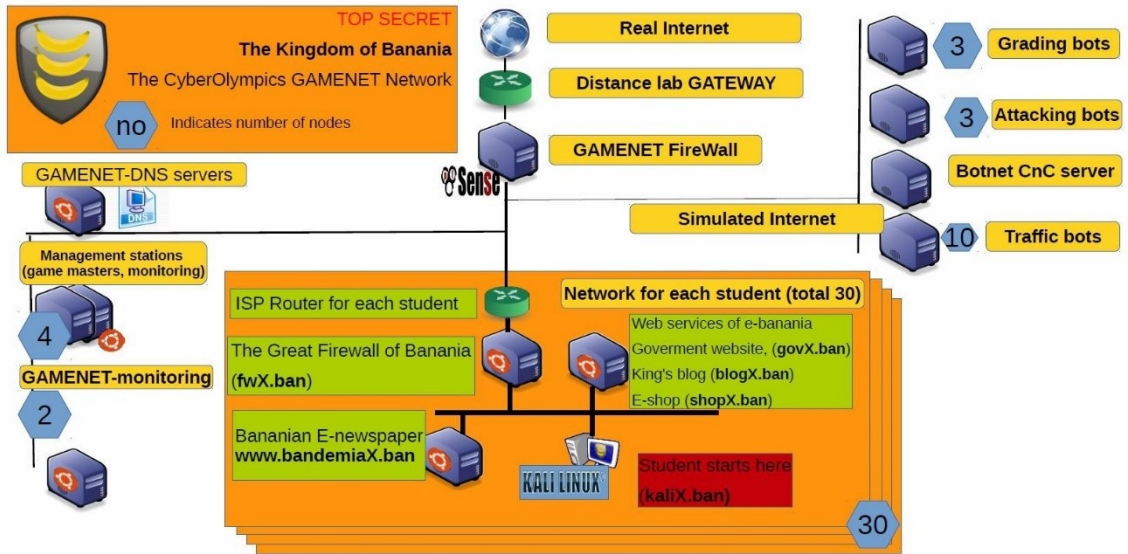 TOP SECRET
The Kingdom of Banania
The CyberOlympics GAMENET Network
no
Indicates number of nodes
Real Internet
Distance lab GATEWAY
GAMENET FireWall
Sense
3
Grading bots
3
Attacking bots
Botnet CnC server
Simulated Internet
10
Traffic bots
GAMENET-DNS servers
DNS
Management stations
(game masters, monitoring)
4
GAMENET-monitoring
2
ISP Router for each student
Network for each student (total 30)
The Great Firewall of Banania
(fwX.ban)
Web services of e-banania
Goverment website, (govX.ban)
King's blog (blogX.ban)
E-shop (shopX.ban)
Bananian E-newspaper
www.bandemiaX.ban
KALI LINUX
Student starts here
(kaliX.ban)
30